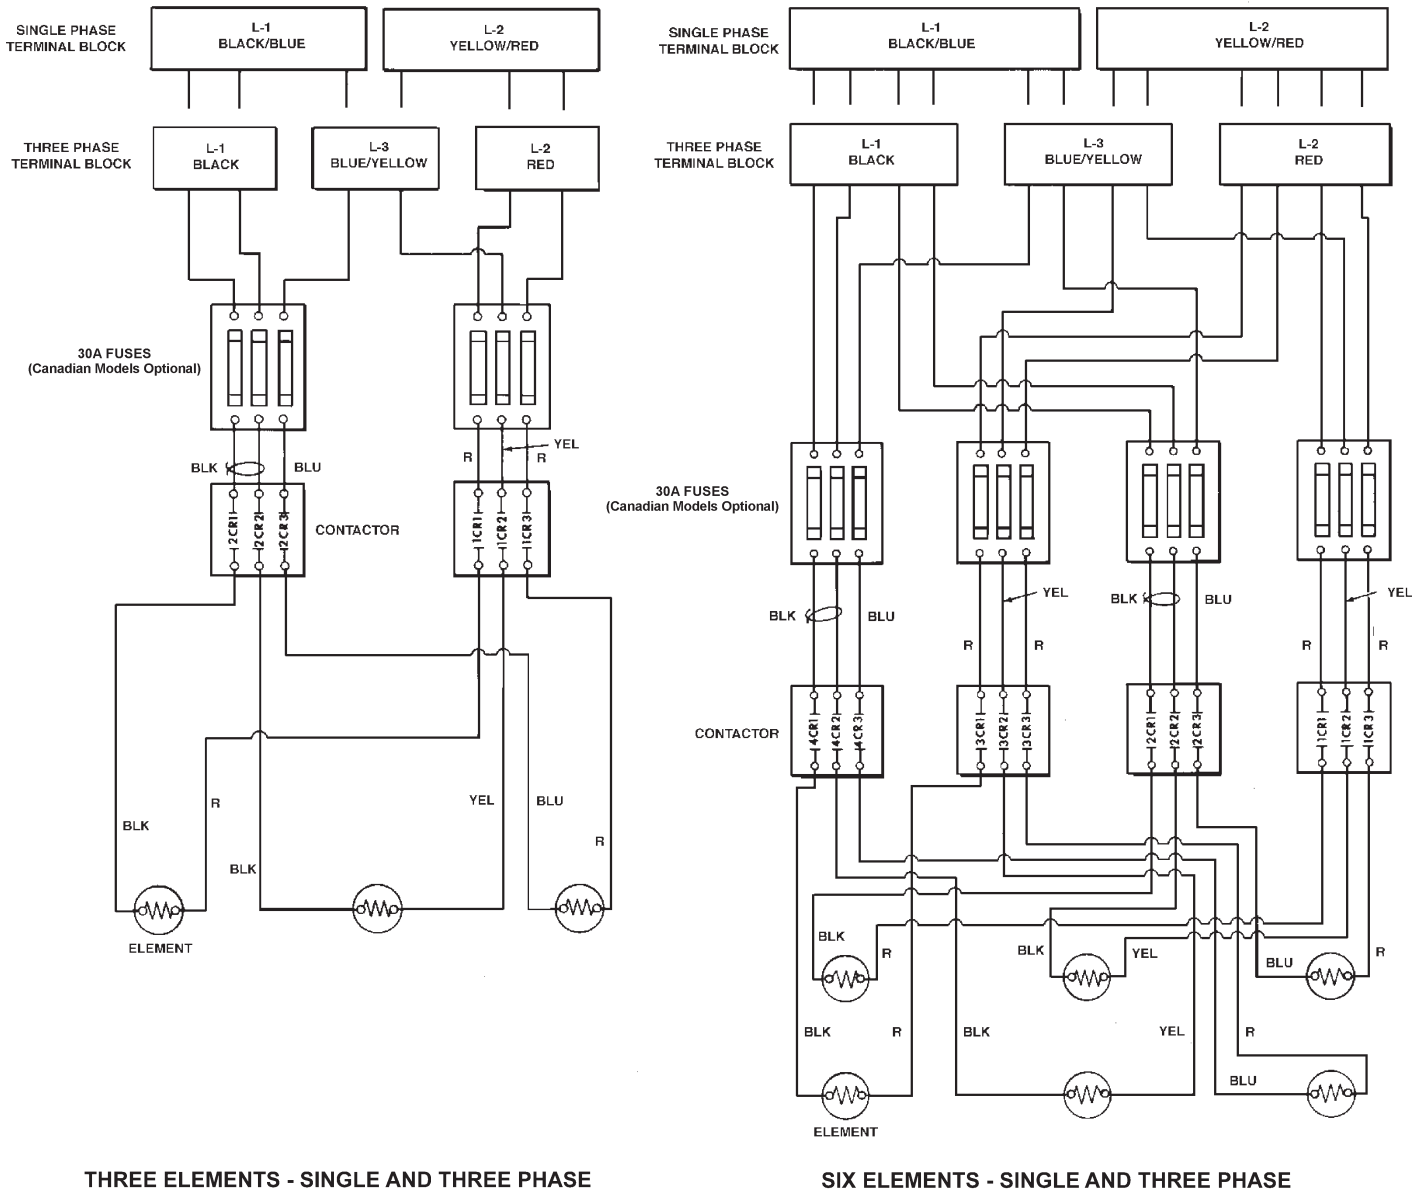 SINGLE PHASE
TERMINAL BLOCK
L-1
BLACK/BLUE
L-2
YELLOW/RED
THREE PHASE
TERMINAL BLOCK
L-1
BLACK
L-3
BLUE/YELLOW
L-2
RED
30A FUSES
(Canadian Models Optional)
BLK
BLU
R
YEL
R
2CR1
2CR2
2CR3
CONTACTOR
1CR1
1CR2
1CR3
BLK
R
BLK
YEL
BLU
R
ELEMENT
THREE ELEMENTS - SINGLE AND THREE PHASE
SINGLE PHASE
TERMINAL BLOCK
L-1
BLACK/BLUE
L-2
YELLOW/RED
THREE PHASE
TERMINAL BLOCK
L-1
BLACK
L-3
BLUE/YELLOW
L-2
RED
30A FUSES
(Canadian Models Optional)
BLK
BLU
YEL
R
R
BLK
BLU
YEL
R
R
CONTACTOR
4CR1
4CR2
4CR3
3CR1
3CR2
3CR3
2CR1
2CR2
2CR3
1CR1
1CR2
1CR3
BLK
R
BLK
YEL
BLU
R
BLK
R
BLK
YEL
R
BLU
ELEMENT
SIX ELEMENTS - SINGLE AND THREE PHASE